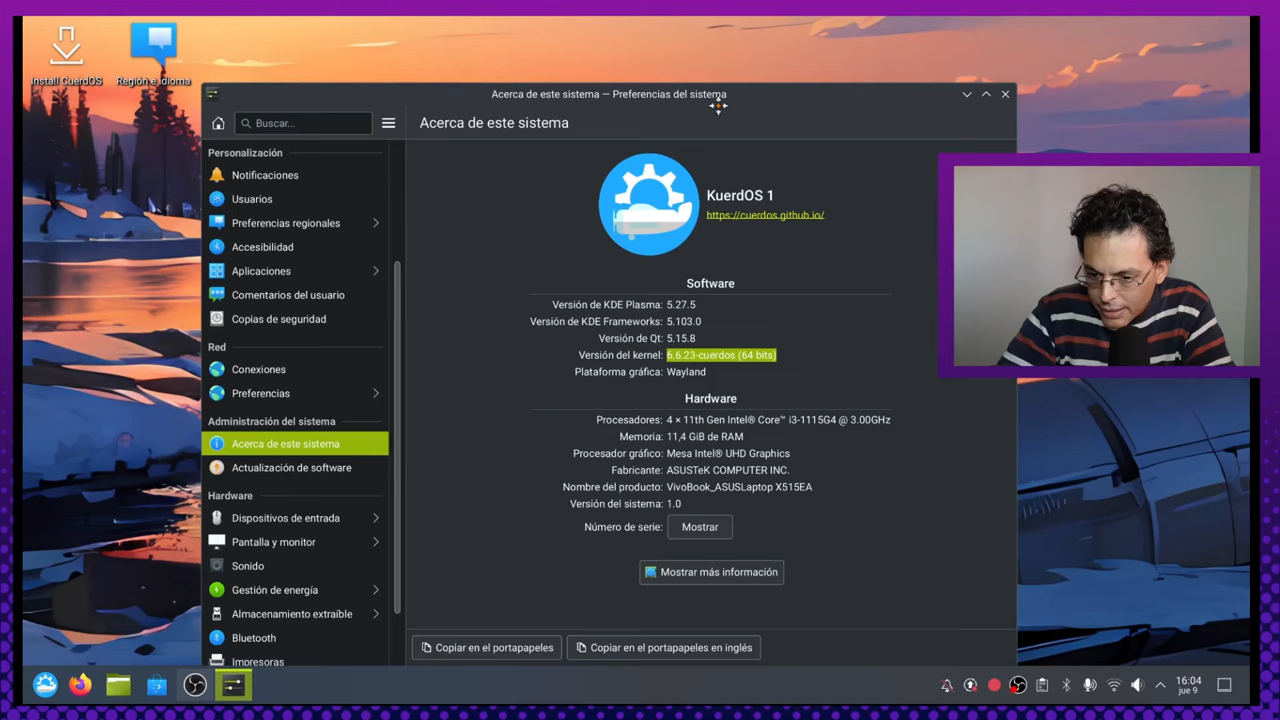 Install CuerdOS
Región e idioma
Acerca de este sistema — Preferencias del sistema
Buscar...
Acerca de este sistema
Personalización
Notificaciones
Usuarios
Preferencias regionales
Accesibilidad
Aplicaciones
Comentarios del usuario
Copias de seguridad
Red
Conexiones
Preferencias
Administración del sistema
Acerca de este sistema
Actualización de software
Hardware
Dispositivos de entrada
Pantalla y monitor
Sonido
Gestión de energía
Almacenamiento extraíble
Bluetooth
Impresoras
KuerdOS 1
https://cuerdos.github.io/
Software
Versión de KDE Plasma: 5.27.5
Versión de KDE Frameworks: 5.103.0
Versión de Qt: 5.15.8
Versión del kernel: 6.6.23-cuerdos (64 bits)
Plataforma gráfica: Wayland
Hardware
Procesadores: 4 × 11th Gen Intel® Core™ i3-1115G4 @ 3.00GHz
Memoria: 11,4 GiB de RAM
Procesador gráfico: Mesa Intel® UHD Graphics
Fabricante: ASUSTeK COMPUTER INC.
Nombre del producto: VivoBook_ASUSLaptop X515EA
Versión del sistema: 1.0
Número de serie: Mostrar
Mostrar más información
Copiar en el portapapeles
Copiar en el portapapeles en inglés
16:04
jue 9